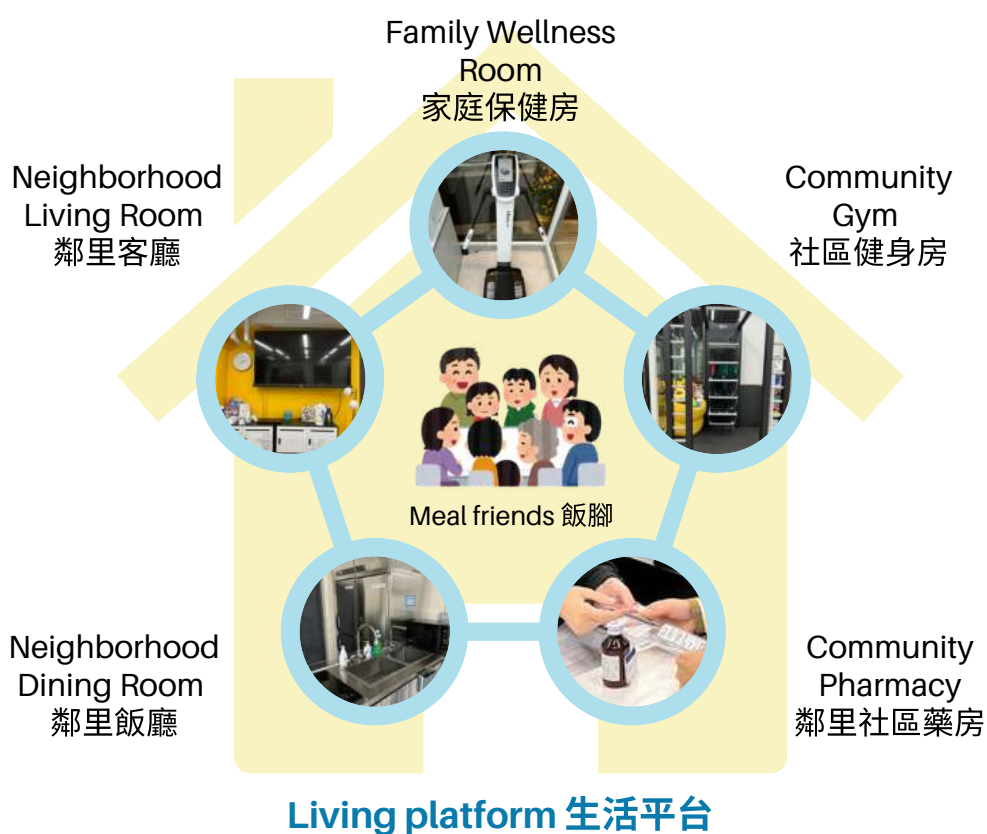 Family Wellness
Room
家庭保健房
Neighborhood
Living Room
鄰里客廳
Community
Gym
社區健身房
Meal friends 飯腳
Neighborhood
Dining Room
鄰里飯廳
Community
Pharmacy
鄰里社區藥房
Living platform 生活平台